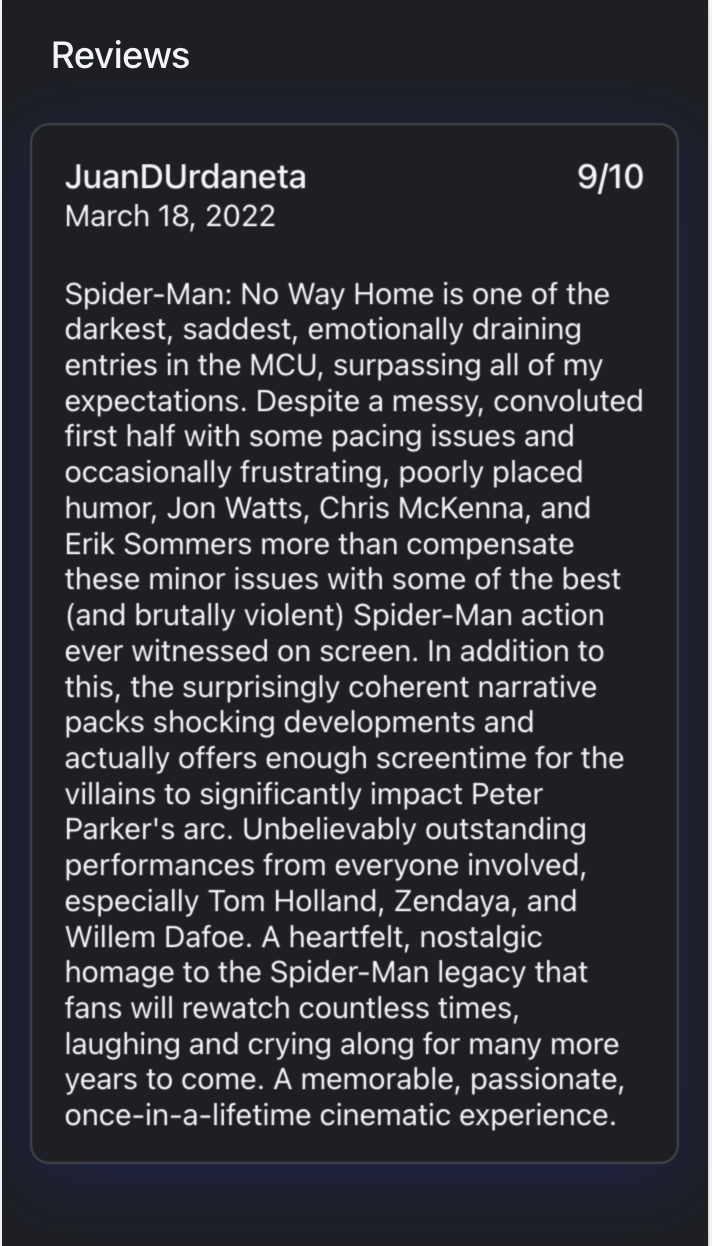 Reviews
JuanDUrdaneta 9/10
March 18, 2022
Spider-Man: No Way Home is one of the
darkest, saddest, emotionally draining
entries in the MCU, surpassing all of my
expectations. Despite a messy, convoluted
first half with some pacing issues and
occasionally frustrating, poorly placed
humor, Jon Watts, Chris McKenna, and
Erik Sommers more than compensate
these minor issues with some of the best
(and brutally violent) Spider-Man action
ever witnessed on screen. In addition to
this, the surprisingly coherent narrative
packs shocking developments and
actually offers enough screentime for the
villains to significantly impact Peter
Parker's arc. Unbelievably outstanding
performances from everyone involved,
especially Tom Holland, Zendaya, and
Willem Dafoe. A heartfelt, nostalgic
homage to the Spider-Man legacy that
fans will rewatch countless times,
laughing and crying along for many more
years to come. A memorable, passionate,
once-in-a-lifetime cinematic experience.